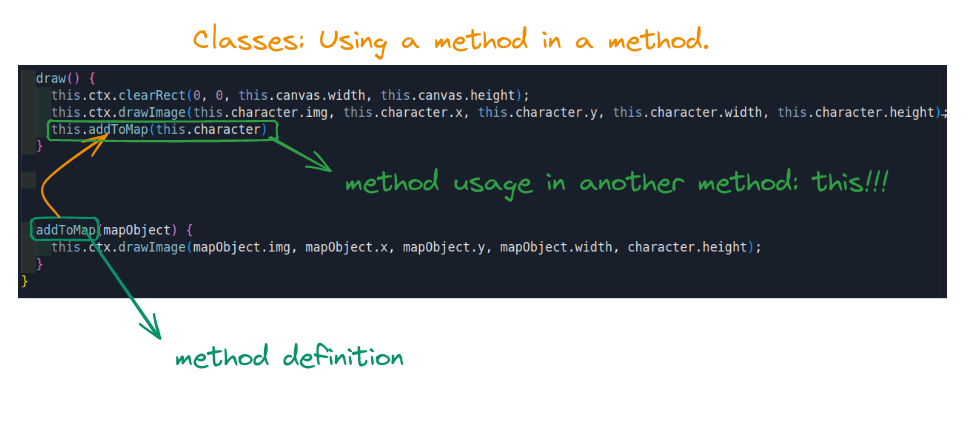 Classes: Using a method in a method.
draw() {
this.ctx.clearRect(0, 0, this.canvas.width, this.canvas.height);
this.ctx.drawImage(this.character.img, this.character.x, this.character.y, this.character.width, this.character.height);
this.addToMap(this.character)
}
method usage in another method: this!!!
addToMap(mapObject) {
this.ctx.drawImage(mapObject.img, mapObject.x, mapObject.y, mapObject.width, character.height);
}
}
method definition